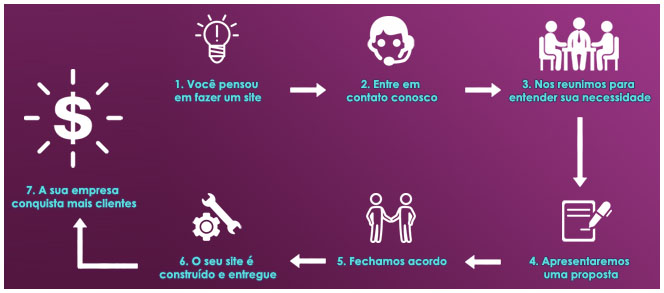 1. Você pensou
em fazer um site
2. Entre em
contato conosco
3. Nos reunimos para
entender sua necessidade
4. Apresentaremos
uma proposta
5. Fechamos acordo
6. O seu site é
construído e entregue
7. A sua empresa
conquista mais clientes
$